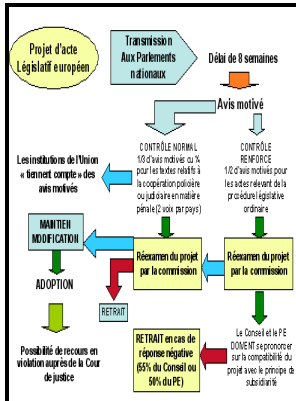 Projet d'acte
Législatif européen
Transmission
Aux Parlements
nationaux
Délai de 8 semaines
Avis motivé
CONTRÔLE NORMAL
1/3 d'avis motivés ou ¼
pour les textes relatifs à
la coopération policière
ou judiciaire en matière
pénale (2 voix par pays)
CONTRÔLE
RENFORCE
1/2 d'avis motivés pour
les actes relevant de la
procédure législative
ordinaire
Les institutions de l'Union
« tiennent compte » des
avis motivés
MAINTIEN
MODIFICATION
Réexamen du projet
par la commission
Réexamen du projet
par la commission
ADOPTION
RETRAIT
Possibilité de recours en
violation auprès de la Cour
de justice
RETRAIT en cas de
réponse négative
(55% du Conseil ou
50% du PE)
Le Conseil et le PE
DOIVENT se prononcer
sur la compatibilité du
projet avec le principe de
subsidiarité